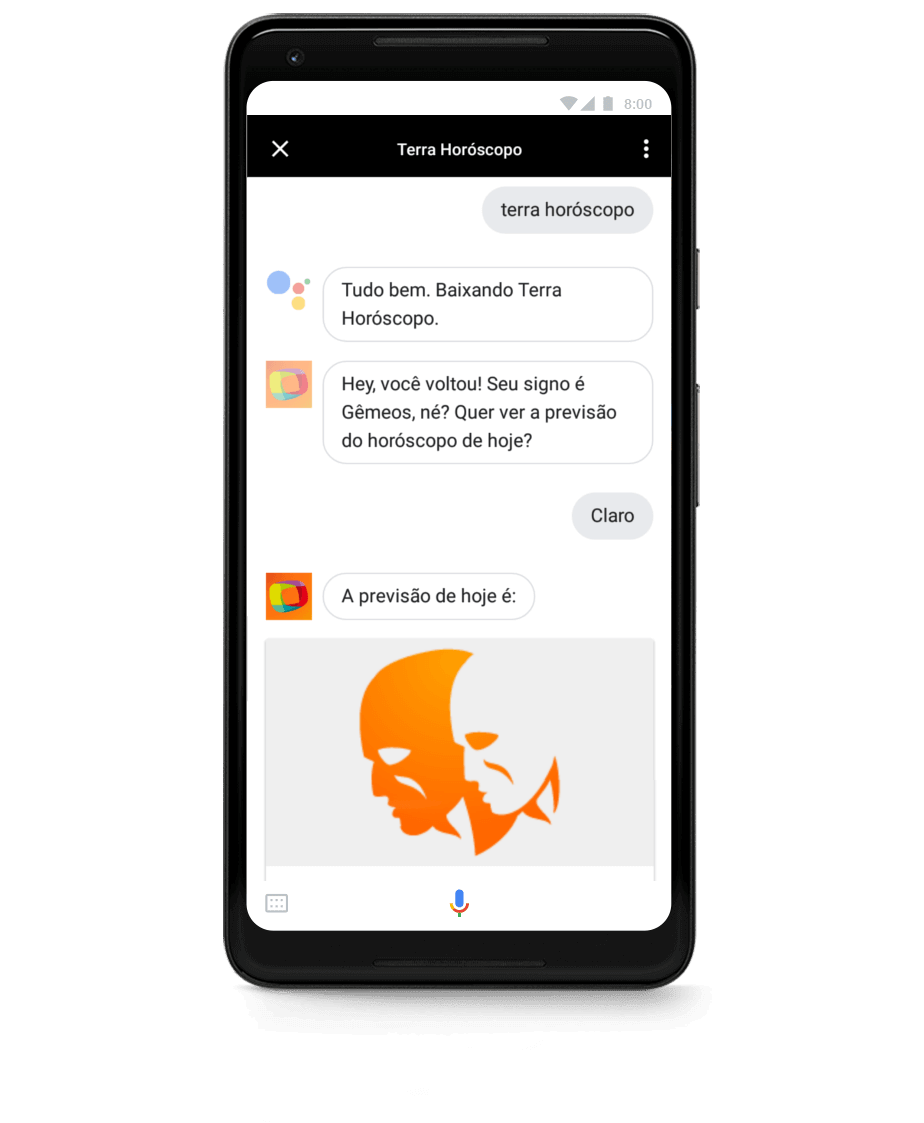 8:00
Terra Horóscopo
terra horóscopo
Tudo bem. Baixando Terra
Horóscopo.
Hey, você voltou! Seu signo é
Gêmeos, né? Quer ver a previsão
do horóscopo de hoje?
Claro
A previsão de hoje é: